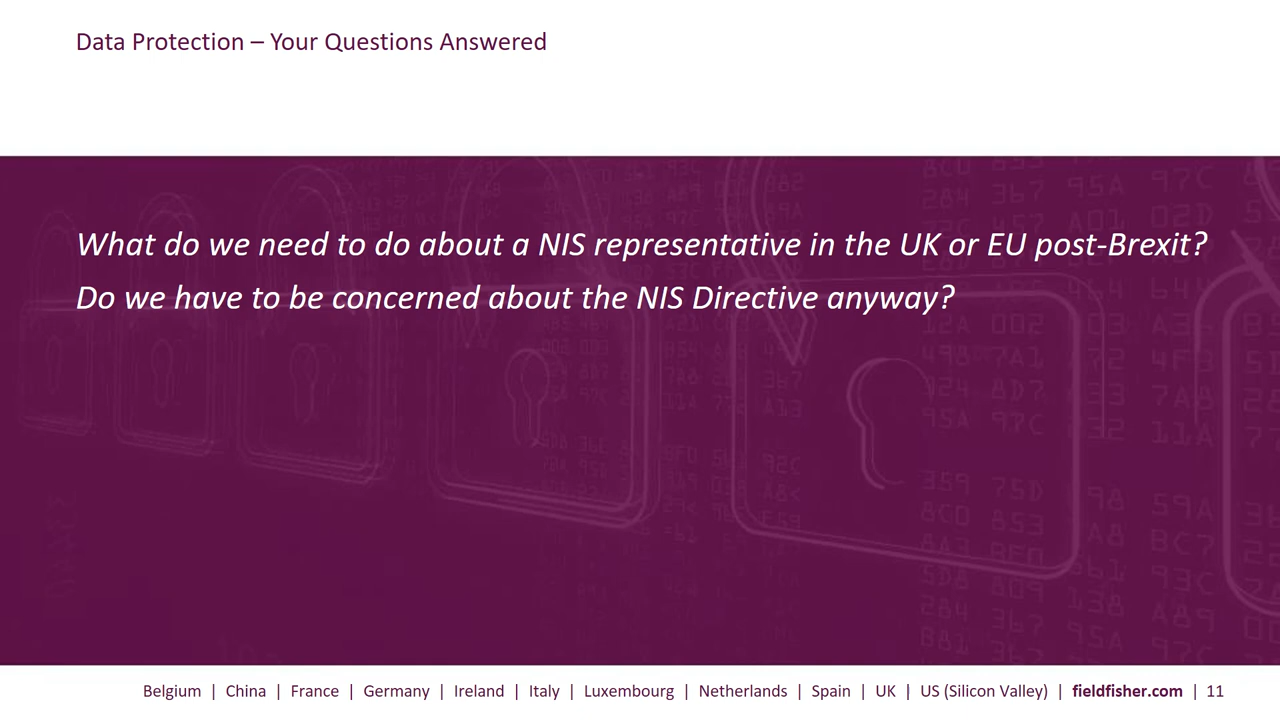 Data Protection – Your Questions Answered
What do we need to do about a NIS representative in the UK or EU post-Brexit?
Do we have to be concerned about the NIS Directive anyway?
Belgium | China | France | Germany | Ireland | Italy | Luxembourg | Netherlands | Spain | UK | US (Silicon Valley) | fieldfisher.com | 11